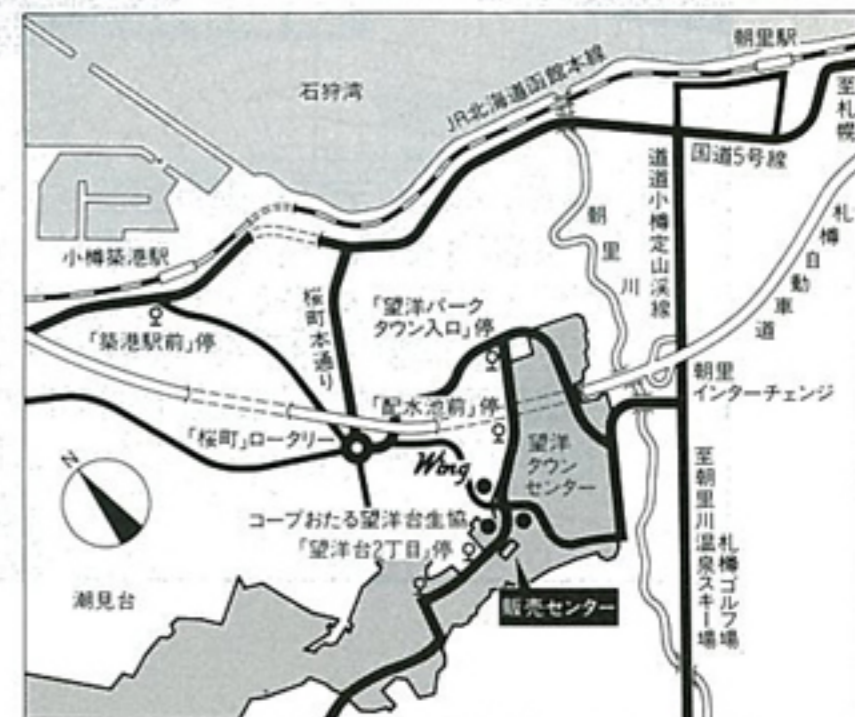 朝里駅
JR北海道函館本線
石狩湾
至札幌
国道5号線
道道小樽定山渓線
札樽自動車道
朝里川
小樽築港駅
桜町本通り
「望洋パーク
タウン入口」停
「築港駅前」停
朝里
インターチェンジ
「配水池前」停
「桜町」ロータリー
望洋
タウン
センター
Wing
N
コープおたる望洋台生協
「望洋台2丁目」停
販売センター
潮見台
至朝里川温泉スキー場
札樽ゴルフ場